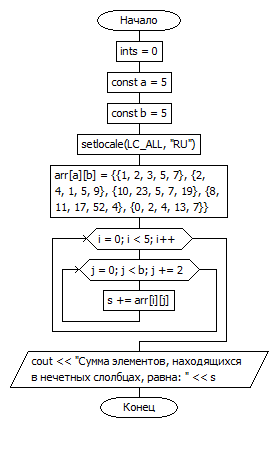 Начало
ints = 0
const a = 5
const b = 5
setlocale(LC_ALL, "RU")
arr[a][b] = {{1, 2, 3, 5, 7}, {2,
4, 1, 5, 9}, {10, 23, 5, 7, 19}, {8,
11, 17, 52, 4}, {0, 2, 4, 13, 7}}
i = 0; i < 5; i++
j = 0; j < b; j += 2
s += arr[i][j]
cout << "Сумма элементов, находящихся
в нечетных слолбцах, равна: " << s
Конец